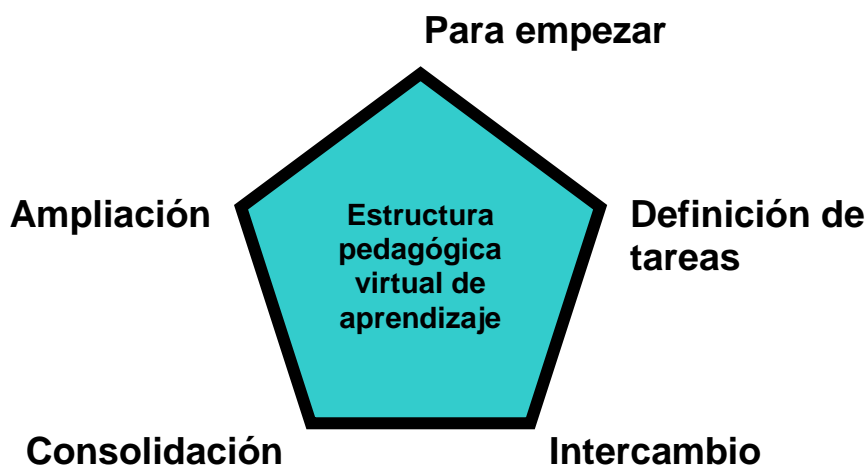 Para empezar
Ampliación
Estructura
pedagógica
virtual de
aprendizaje
Definición de
tareas
Consolidación
Intercambio